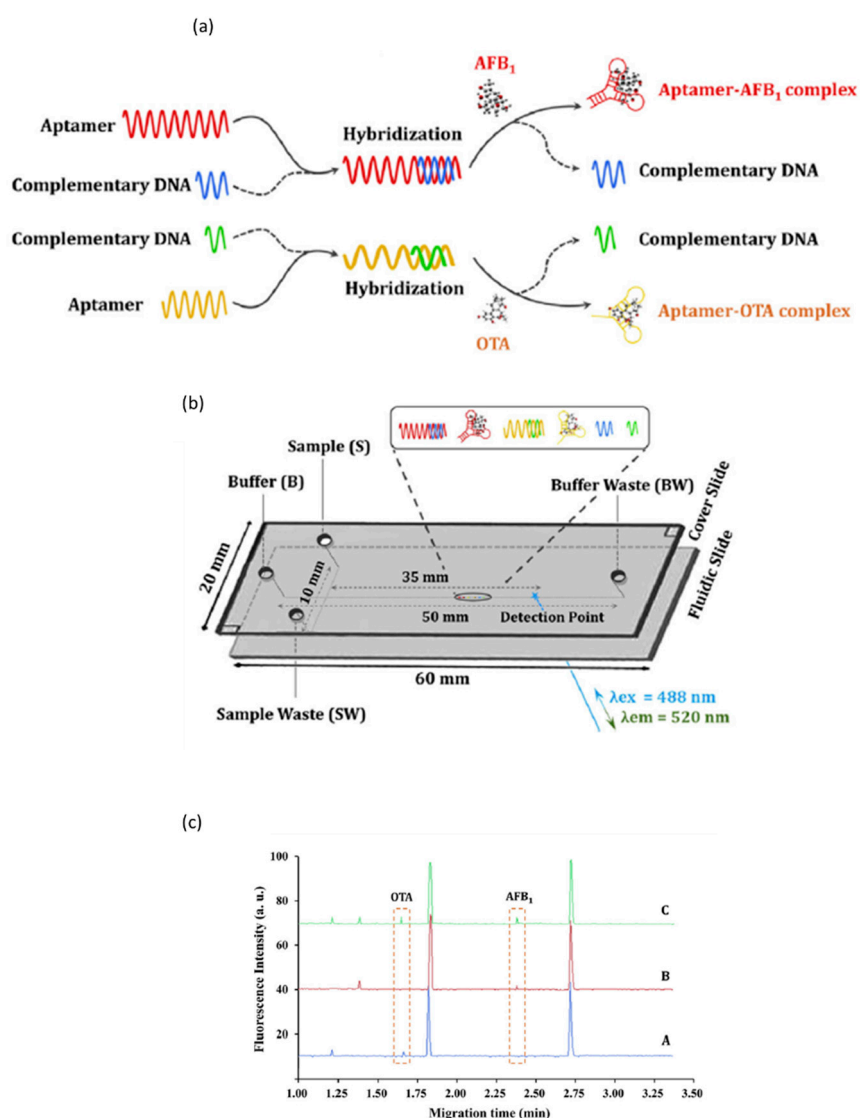 (a)
AFB₁
Aptamer-AFB₁ complex
Aptamer
Hybridization
Complementary DNA
Complementary DNA
Complementary DNA
Complementary DNA
Hybridization
Aptamer
OTA
Aptamer-OTA complex
(b)
Sample (S)
Buffer (B)
Buffer Waste (BW)
Cover Slide
Fluidic Slide
20 mm
10 mm
35 mm
50 mm
Detection Point
60 mm
Sample Waste (SW)
λex = 488 nm
λem = 520 nm
(c)
Fluorescence Intensity (a. u.)
100
80
60
40
20
OTA
AFB₁
C
B
A
1.00 1.25 1.50 1.75 2.00 2.25 2.50 2.75 3.00 3.25 3.50
Migration time (min)